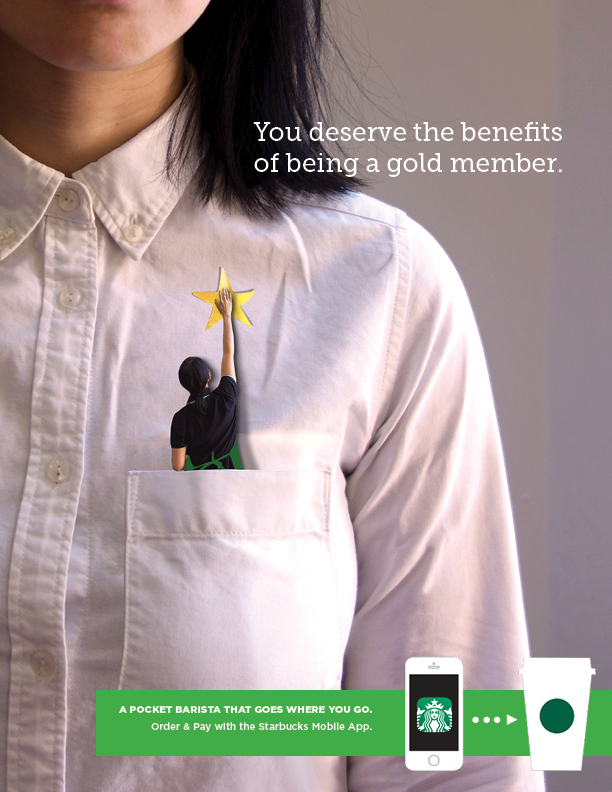 You deserve the benefits
of being a gold member.
A POCKET BARISTA THAT GOES WHERE YOU GO.
Order & Pay with the Starbucks Mobile App.